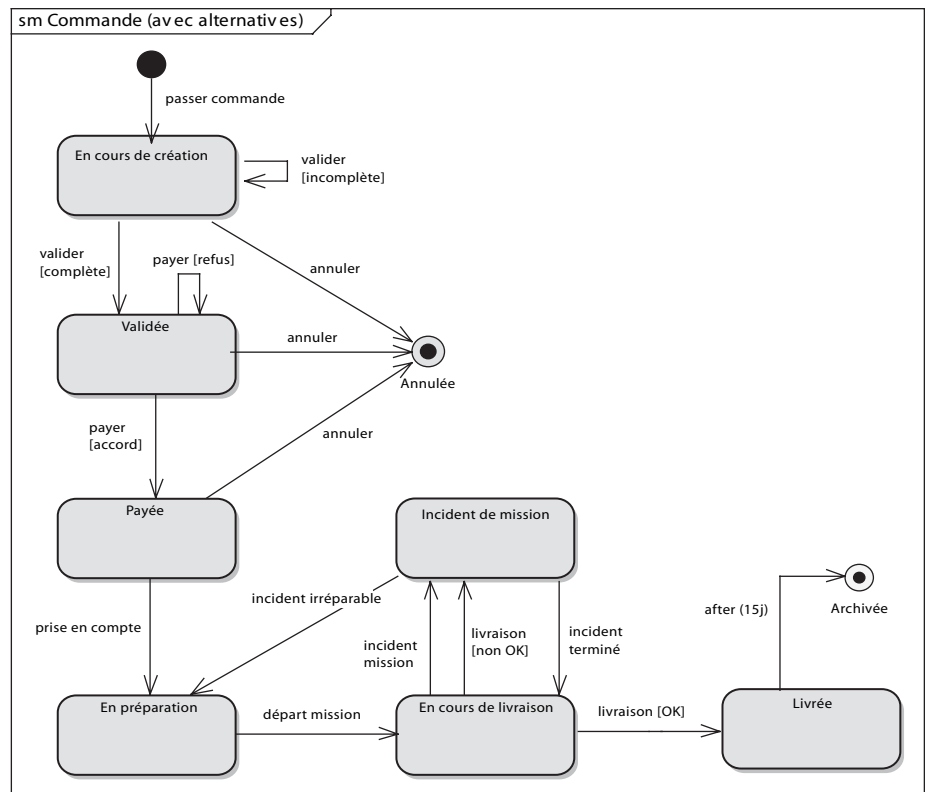 sm Commande (avec alternatives)
passer commande
En cours de création
valider
[incomplète]
valider
[complète]
payer [refus]
annuler
Validée
annuler
Annulée
payer
[accord]
annuler
Payée
Incident de mission
incident irréparable
after (15j)
Archivée
prise en compte
incident
mission
livraison
[non OK]
incident
terminé
En préparation
départ mission
En cours de livraison
livraison [OK]
Livrée